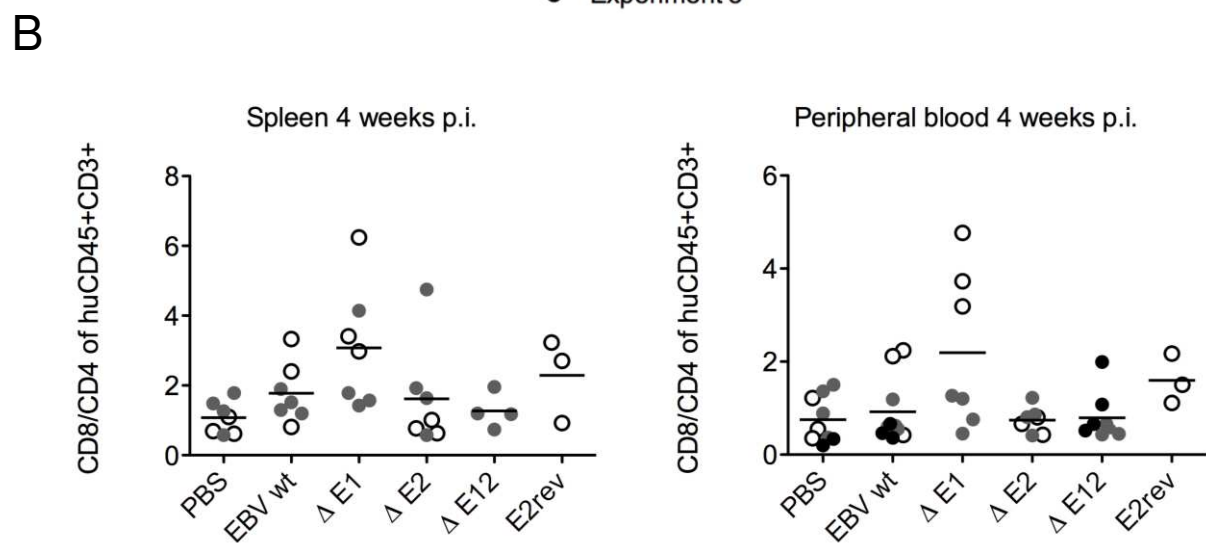 Experiment 3
B
Spleen 4 weeks p.i.
CD8/CD4 of huCD45+CD3+
8
6
4
2
0
PBS
EBV wt
Δ E1
Δ E2
Δ E12
E2rev
Peripheral blood 4 weeks p.i.
CD8/CD4 of huCD45+CD3+
6
4
2
0
PBS
EBV wt
Δ E1
Δ E2
Δ E12
E2rev